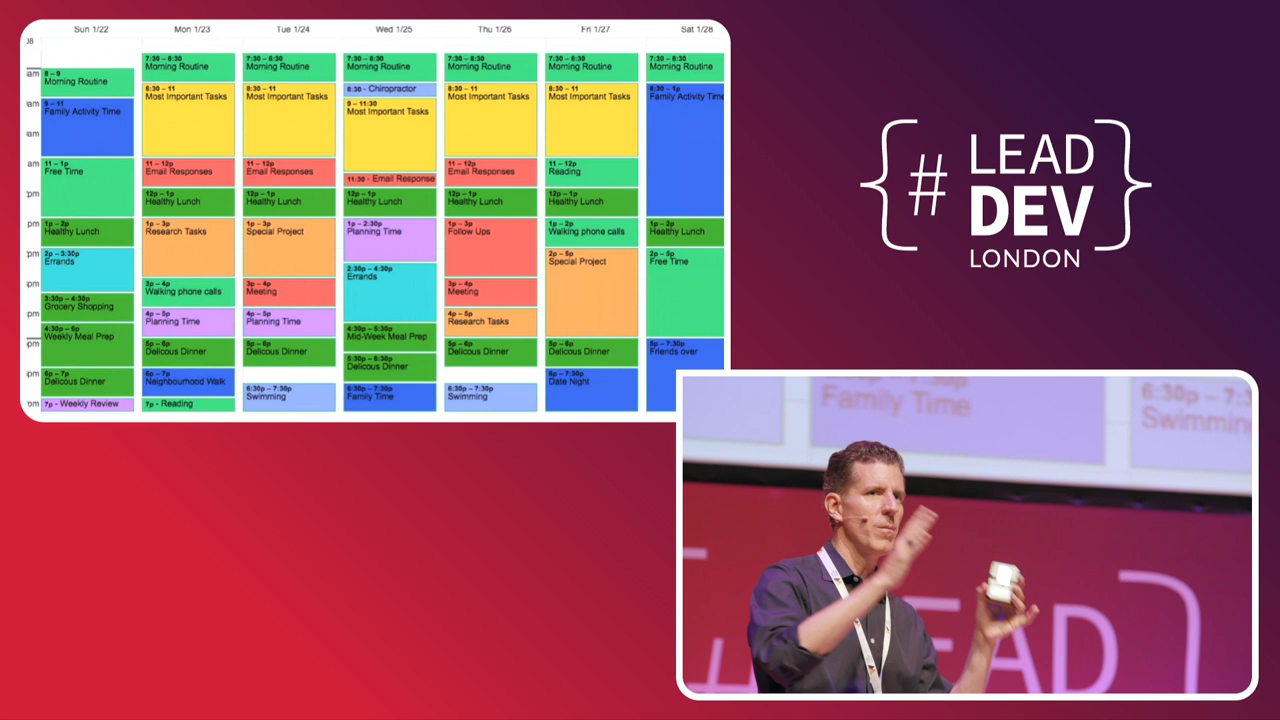 Sun 1/22
8 – 9
Morning Routine
9 – 11
Family Activity Time
11 – 1p
Free Time
1p – 2p
Healthy Lunch
2p – 3:30p
Errands
3:30p – 4:30p
Grocery Shopping
4:30p – 6p
Weekly Meal Prep
6p – 7p
Delicous Dinner
7p - Weekly Review
Mon 1/23
7:30 – 8:30
Morning Routine
8:30 – 11
Most Important Tasks
11 – 12p
Email Responses
12p – 1p
Healthy Lunch
1p – 3p
Research Tasks
3p – 4p
Walking phone calls
4p – 5p
Planning Time
5p – 6p
Delicous Dinner
6p – 7p
Neighbourhood Walk
7p - Reading
Tue 1/24
7:30 – 8:30
Morning Routine
8:30 – 11
Most Important Tasks
11 – 12p
Email Responses
12p – 1p
Healthy Lunch
1p – 3p
Special Project
3p – 4p
Meeting
4p – 5p
Planning Time
5p – 6p
Delicous Dinner
6:30p – 7:30p
Swimming
Wed 1/25
7:30 – 8:30
Morning Routine
8:30 - Chiropractor
9 – 11:30
Most Important Tasks
11:30 - Email Response
12p – 1p
Healthy Lunch
1p – 2:30p
Planning Time
2:30p – 4:30p
Errands
4:30p – 5:30p
Mid-Week Meal Prep
5:30p – 6:30p
Delicous Dinner
6:30p – 7:30p
Family Time
Thu 1/26
7:30 – 8:30
Morning Routine
8:30 – 11
Most Important Tasks
11 – 12p
Email Responses
12p – 1p
Healthy Lunch
1p – 3p
Follow Ups
3p – 4p
Meeting
4p – 5p
Research Tasks
5p – 6p
Delicous Dinner
6:30p – 7:30p
Swimming
Fri 1/27
7:30 – 8:30
Morning Routine
8:30 – 11
Most Important Tasks
11 – 12p
Reading
12p – 1p
Healthy Lunch
1p – 2p
Walking phone calls
2p – 5p
Special Project
5p – 6p
Delicous Dinner
6p – 7:30p
Date Night
Sat 1/28
7:30 – 8:30
Morning Routine
8:30 – 1p
Family Activity Time
1p – 2p
Healthy Lunch
2p – 5p
Free Time
5p – 7:30p
Friends over
{# LEAD
DEV}
LONDON
Family Time
6:30p – 7:3
Swimmin
LEAD